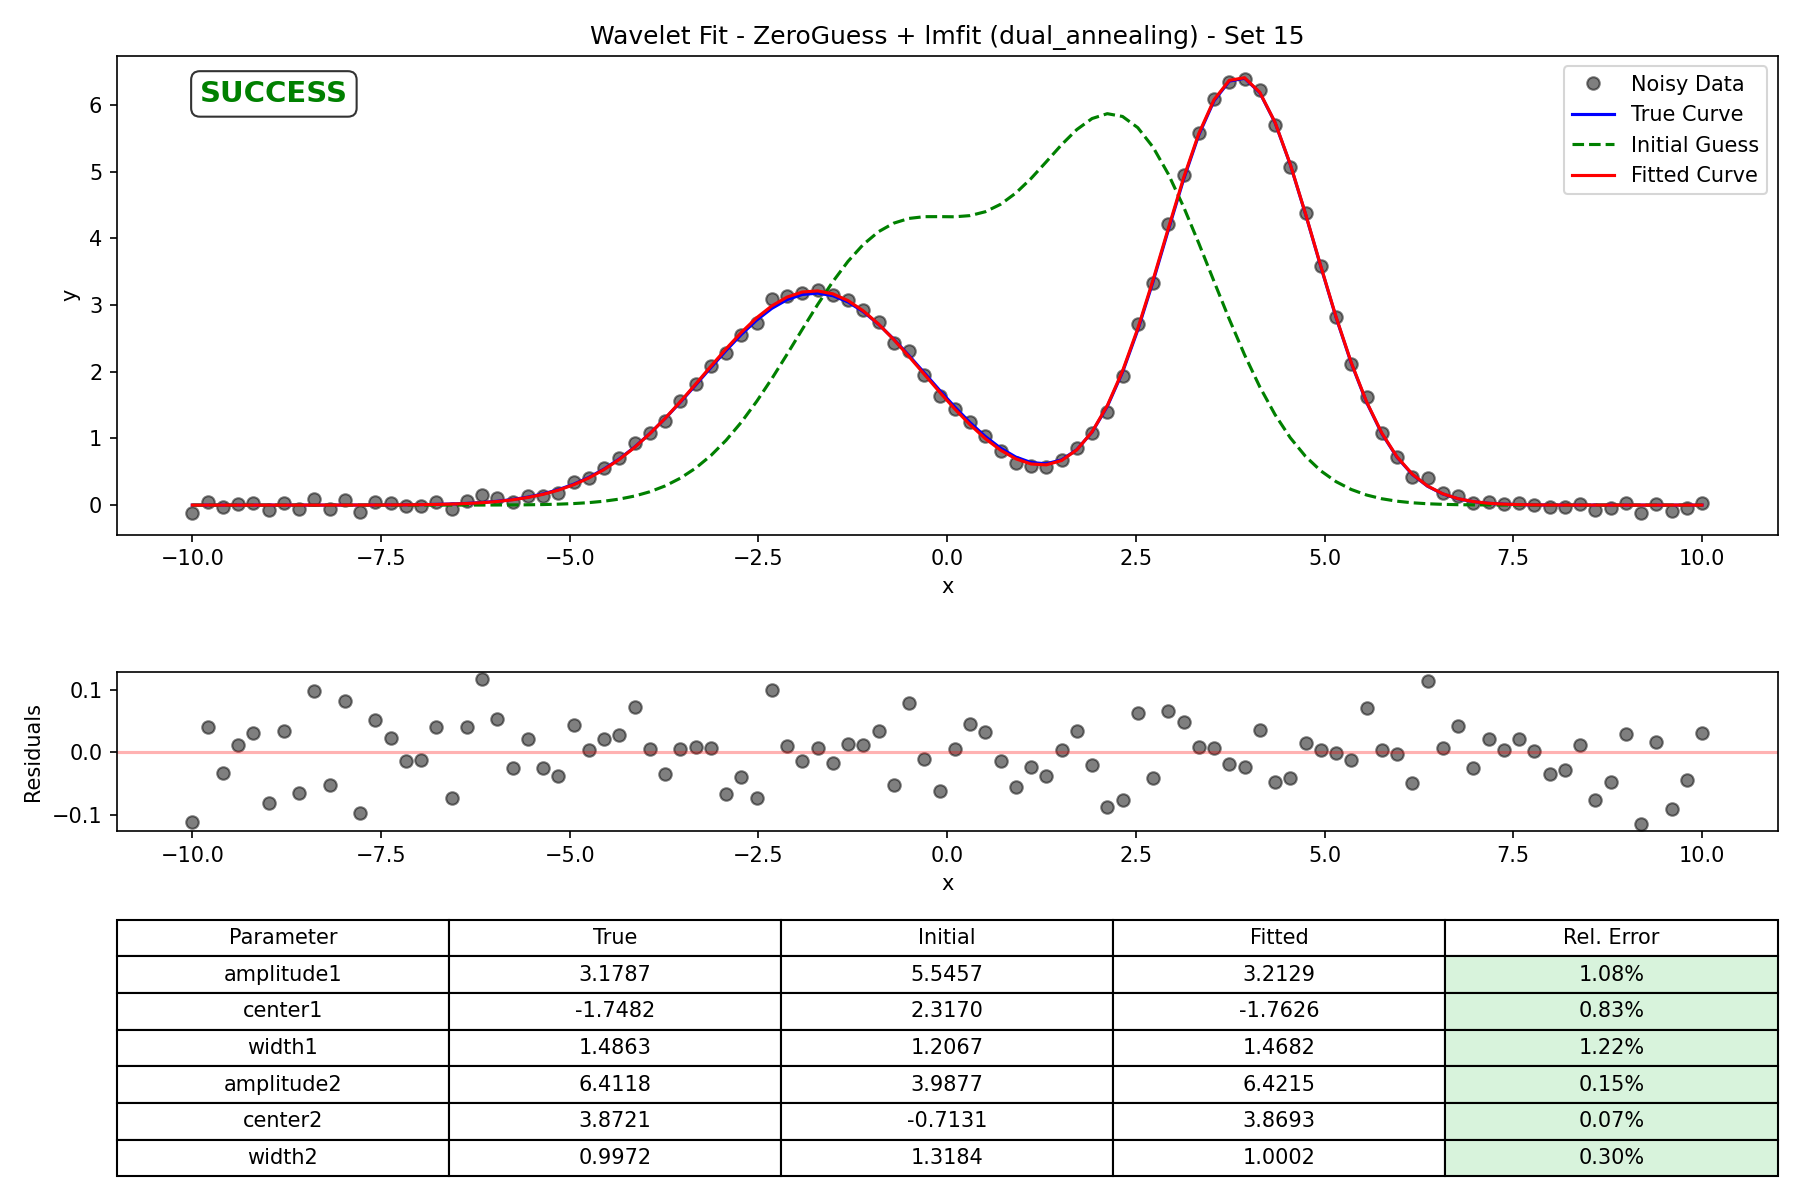 Wavelet Fit - ZeroGuess + lmfit (dual_annealing) - Set 15
SUCCESS
Noisy Data
True Curve
Initial Guess
Fitted Curve
y
6
5
4
3
2
1
0
−10.0 −7.5 −5.0 −2.5 0.0 2.5 5.0 7.5 10.0
x
Residuals
0.1
0.0
−0.1
−10.0 −7.5 −5.0 −2.5 0.0 2.5 5.0 7.5 10.0
x
Parameter True Initial Fitted Rel. Error
amplitude1 3.1787 5.5457 3.2129 1.08%
center1 -1.7482 2.3170 -1.7626 0.83%
width1 1.4863 1.2067 1.4682 1.22%
amplitude2 6.4118 3.9877 6.4215 0.15%
center2 3.8721 -0.7131 3.8693 0.07%
width2 0.9972 1.3184 1.0002 0.30%